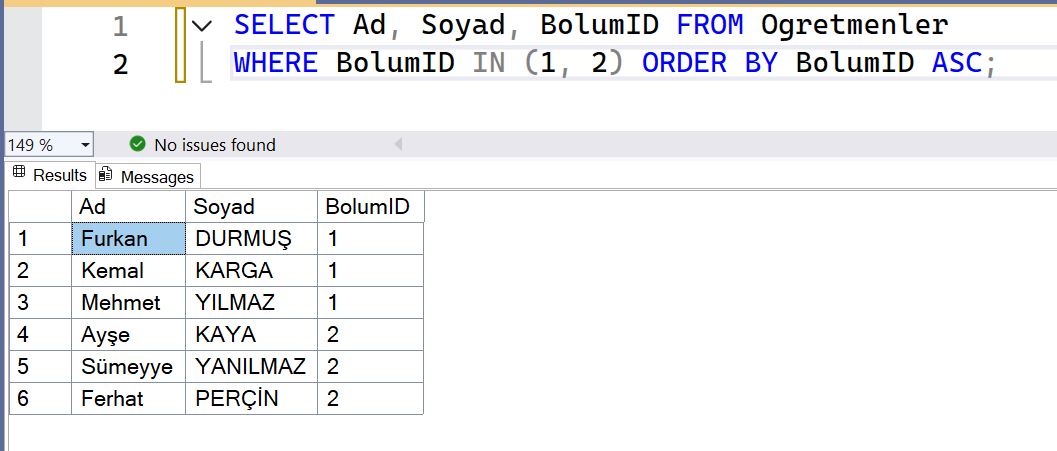 1 SELECT Ad, Soyad, BolumID FROM Ogretmenler
2 WHERE BolumID IN (1, 2) ORDER BY BolumID ASC;
149 % No issues found
Results Messages
Ad Soyad BolumID
1 Furkan DURMUŞ 1
2 Kemal KARGA 1
3 Mehmet YILMAZ 1
4 Ayşe KAYA 2
5 Sümeyye YANILMAZ 2
6 Ferhat PERÇİN 2